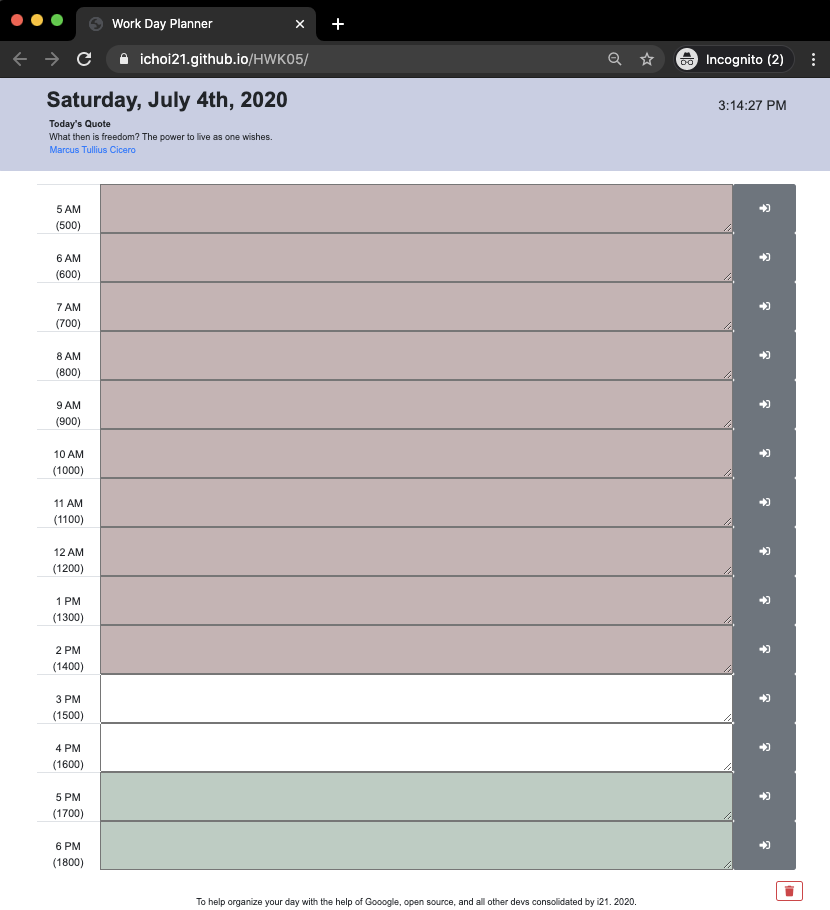 Work Day Planner
ichoi21.github.io/HWK05/
Incognito (2)
Saturday, July 4th, 2020
3:14:27 PM
Today's Quote
What then is freedom? The power to live as one wishes.
Marcus Tullius Cicero
5 AM
(500)
6 AM
(600)
7 AM
(700)
8 AM
(800)
9 AM
(900)
10 AM
(1000)
11 AM
(1100)
12 AM
(1200)
1 PM
(1300)
2 PM
(1400)
3 PM
(1500)
4 PM
(1600)
5 PM
(1700)
6 PM
(1800)
To help organize your day with the help of Gooogle, open source, and all other devs consolidated by i21. 2020.